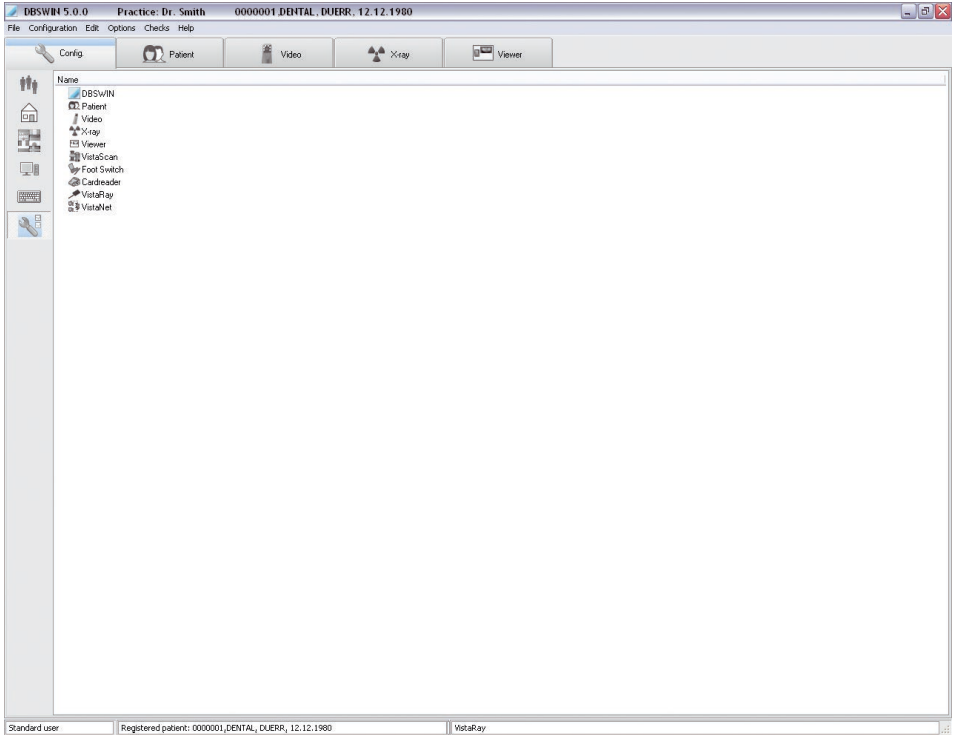 DBSWIN 5.0.0 Practice: Dr. Smith 0000001,DENTAL, DUERR, 12.12.1980
File Configuration Edit Options Checks Help
Config. Patient Video X-ray Viewer
Name
DBSWIN
Patient
Video
X-ray
Viewer
VistaScan
Foot Switch
Cardreader
VistaRay
VistaNet
Standard user Registered patient: 0000001,DENTAL, DUERR, 12.12.1980 VistaRay